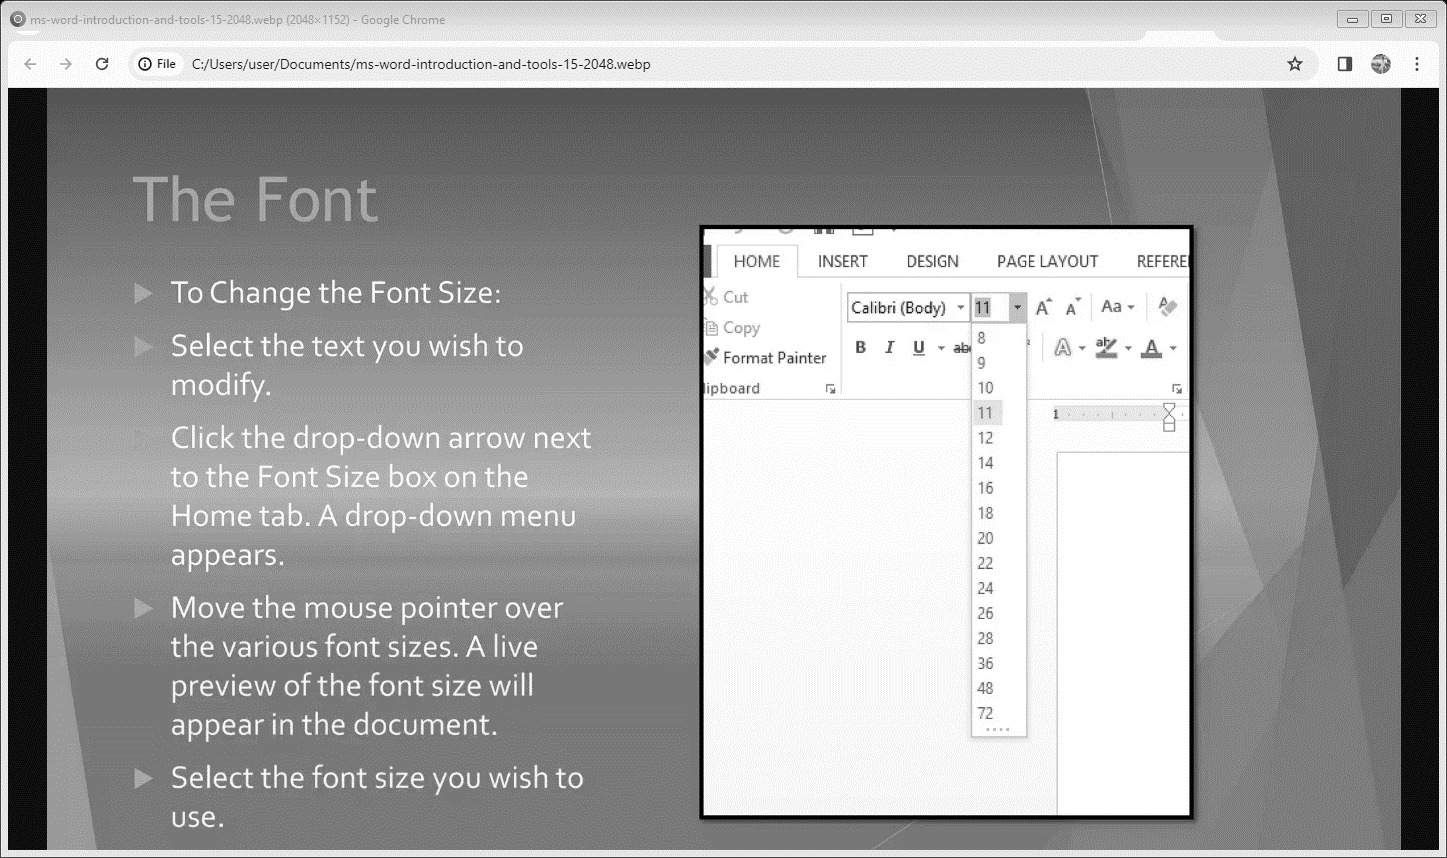 ms-word-introduction-and-tools-15-2048.webp (2048×1152) - Google Chrome
File C:/Users/user/Documents/ms-word-introduction-and-tools-15-2048.webp
The Font
To Change the Font Size:
Select the text you wish to
modify.
Click the drop-down arrow next
to the Font Size box on the
Home tab. A drop-down menu
appears.
Move the mouse pointer over
the various font sizes. A live
preview of the font size will
appear in the document.
Select the font size you wish to
use.
HOME INSERT DESIGN PAGE LAYOUT REFERE
Cut
Copy
Format Painter
lipboard
Calibri (Body) 11 A A Aa A
B I U abc A ab A
8
9
10
11
12
14
16
18
20
22
24
26
28
36
48
72
1